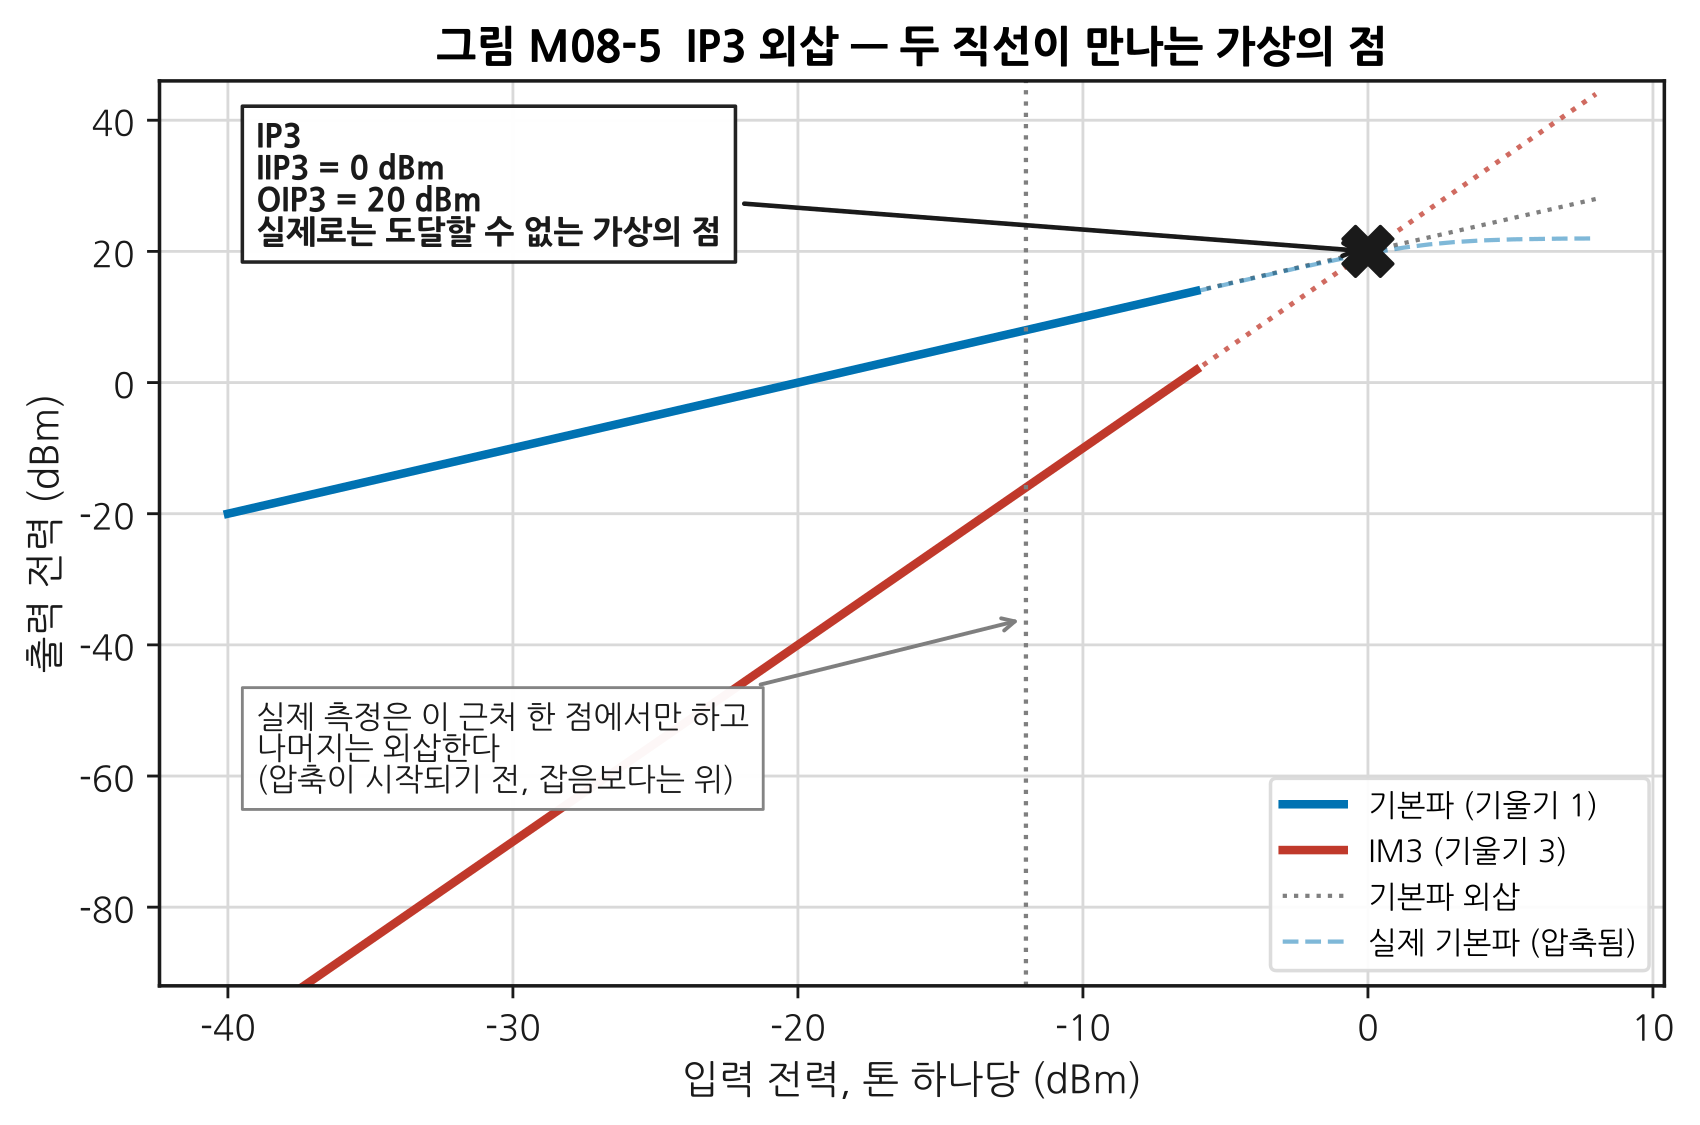 그림 M08-5 IP3 외삽 — 두 직선이 만나는 가상의 점
IP3
IIP3 = 0 dBm
OIP3 = 20 dBm
실제로는 도달할 수 없는 가상의 점
40
20
0
-20
-40
-60
-80
출력 전력 (dBm)
실제 측정은 이 근처 한 점에서만 하고
나머지는 외삽한다
(압축이 시작되기 전, 잡음보다는 위)
기본파 (기울기 1)
IM3 (기울기 3)
기본파 외삽
실제 기본파 (압축됨)
-40 -30 -20 -10 0 10
입력 전력, 톤 하나당 (dBm)